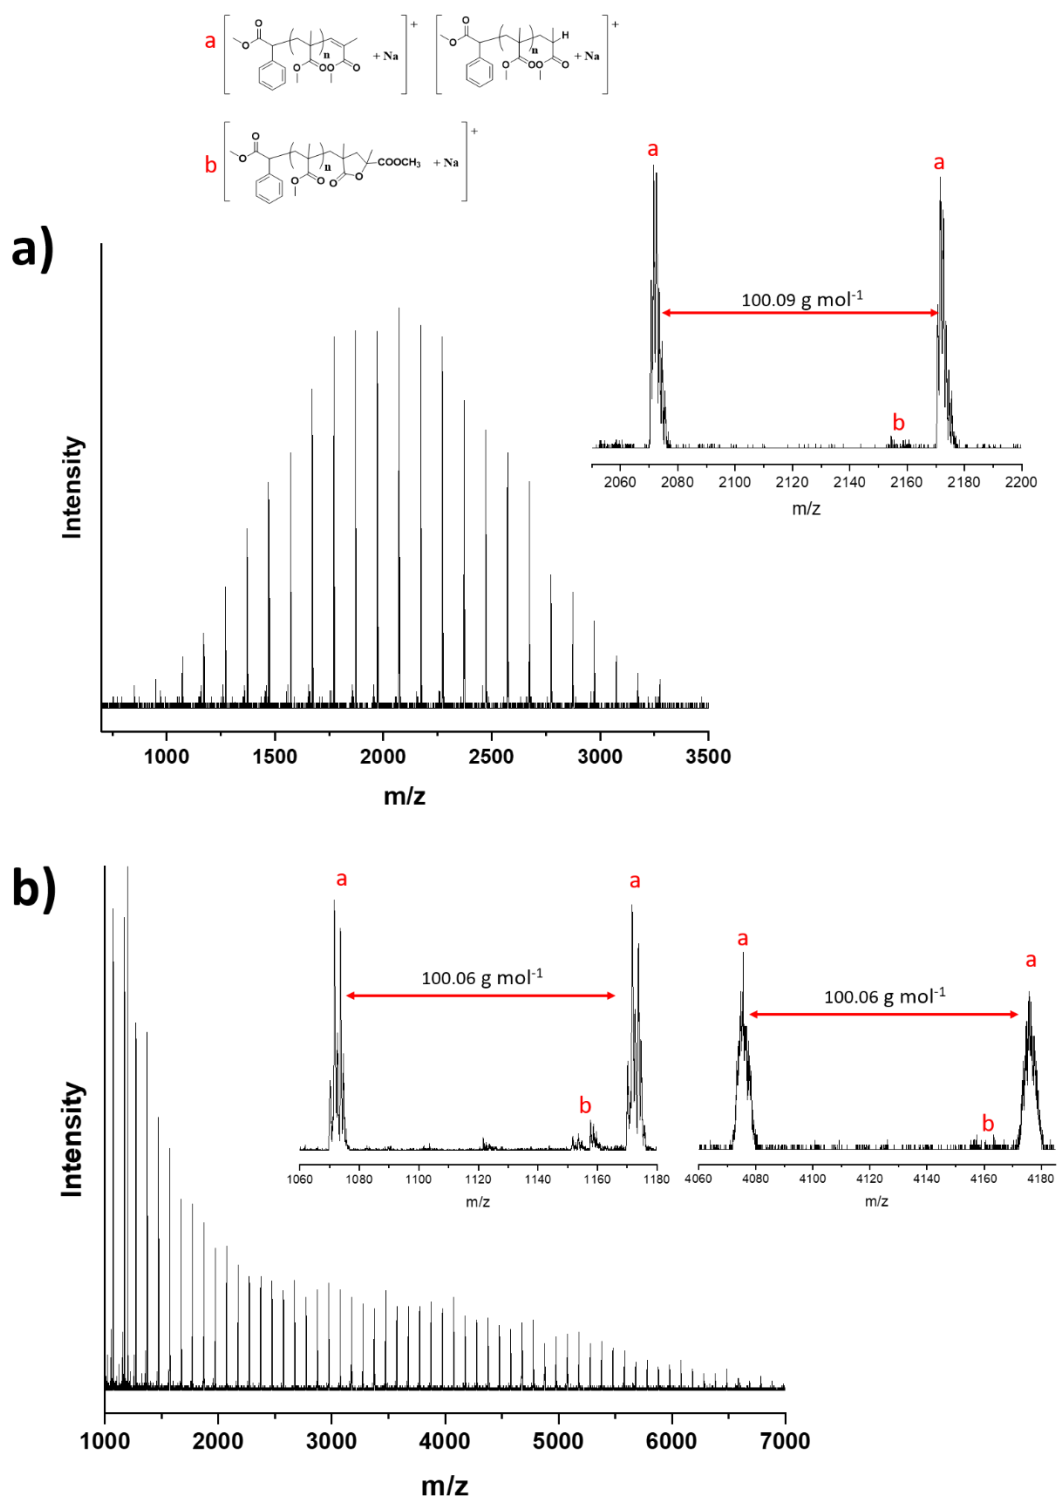 a [ O O ( ) n O O O O + Na ]+ [ O O ( ) n H O O O O + Na ]+
b [ O O ( ) n O O O O COOCH3 + Na ]+
a)
a a
100.09 g mol-1
b
2060 2080 2100 2120 2140 2160 2180 2200
m/z
Intensity
1000 1500 2000 2500 3000 3500
m/z
b)
a a
100.06 g mol-1
b
1060 1080 1100 1120 1140 1160 1180
m/z
a a
100.06 g mol-1
b
4060 4080 4100 4120 4140 4160 4180
m/z
Intensity
1000 2000 3000 4000 5000 6000 7000
m/z